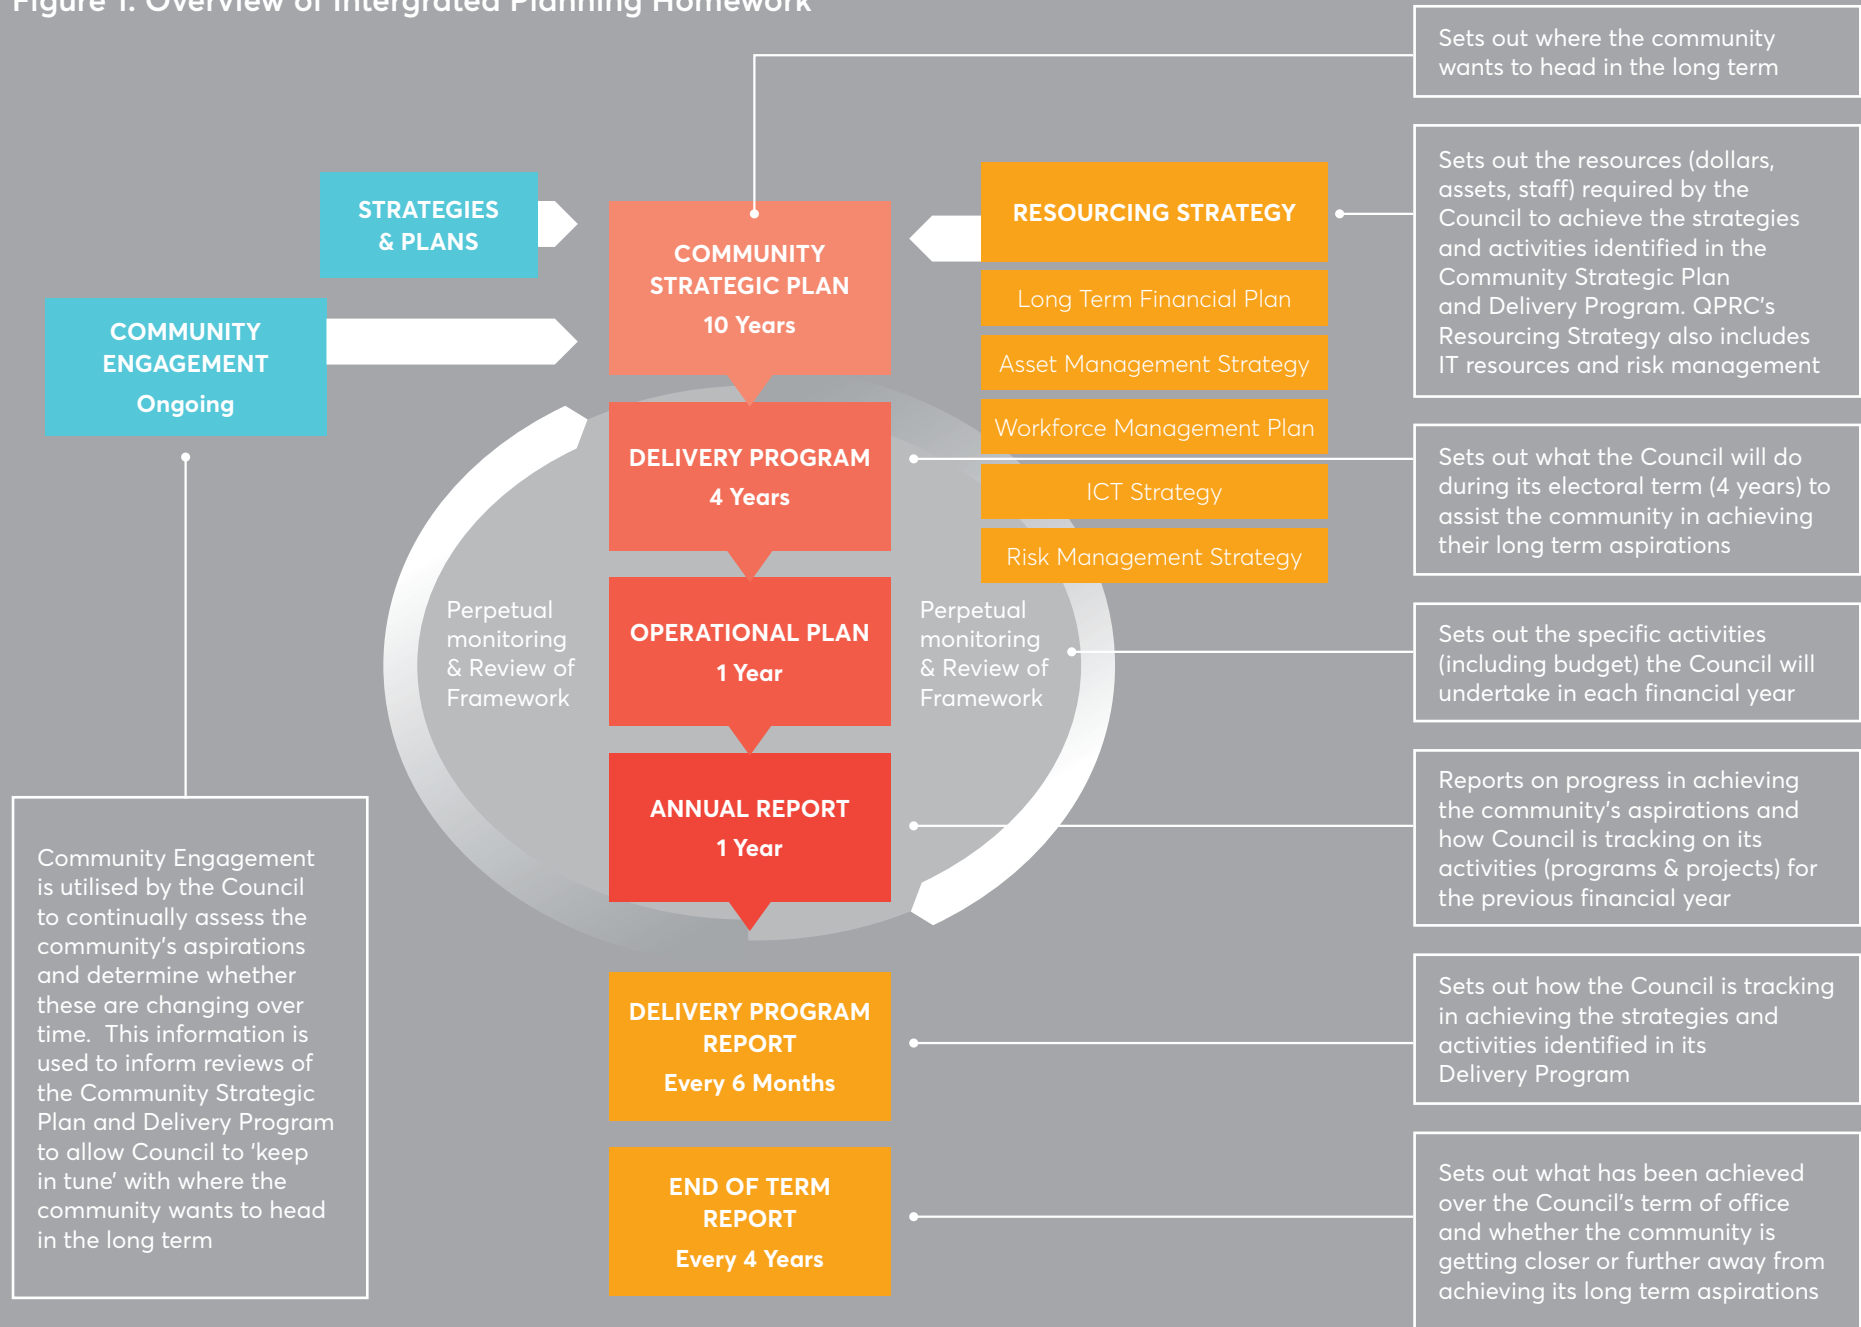 Figure 1: Overview of Intergrated Planning Homework
Sets out where the community
wants to head in the long term
STRATEGIES
& PLANS
COMMUNITY
ENGAGEMENT
Ongoing
COMMUNITY
STRATEGIC PLAN
10 Years
RESOURCING STRATEGY
Long Term Financial Plan
Asset Management Strategy
Workforce Management Plan
ICT Strategy
Risk Management Strategy
Sets out the resources (dollars,
assets, staff) required by the
Council to achieve the strategies
and activities identified in the
Community Strategic Plan
and Delivery Program. QPRC's
Resourcing Strategy also includes
IT resources and risk management
DELIVERY PROGRAM
4 Years
Sets out what the Council will do
during its electoral term (4 years) to
assist the community in achieving
their long term aspirations
Perpetual
monitoring
& Review of
Framework
OPERATIONAL PLAN
1 Year
Perpetual
monitoring
& Review of
Framework
Sets out the specific activities
(including budget) the Council will
undertake in each financial year
ANNUAL REPORT
1 Year
Reports on progress in achieving
the community's aspirations and
how Council is tracking on its
activities (programs & projects) for
the previous financial year
Community Engagement
is utilised by the Council
to continually assess the
community's aspirations
and determine whether
these are changing over
time. This information is
used to inform reviews of
the Community Strategic
Plan and Delivery Program
to allow Council to ‘keep
in tune’ with where the
community wants to head
in the long term
DELIVERY PROGRAM
REPORT
Every 6 Months
Sets out how the Council is tracking
in achieving the strategies and
activities identified in its
Delivery Program
END OF TERM
REPORT
Every 4 Years
Sets out what has been achieved
over the Council's term of office
and whether the community is
getting closer or further away from
achieving its long term aspirations